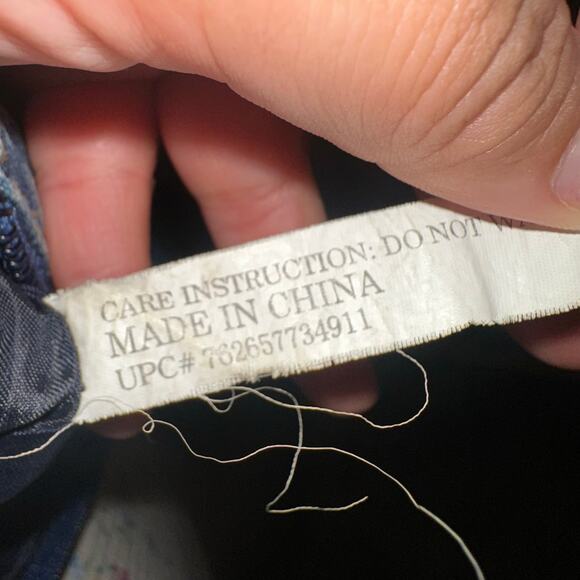 CARE INSTRUCTION: DO NOT
MADE IN CHINA
UPC# 762657734911